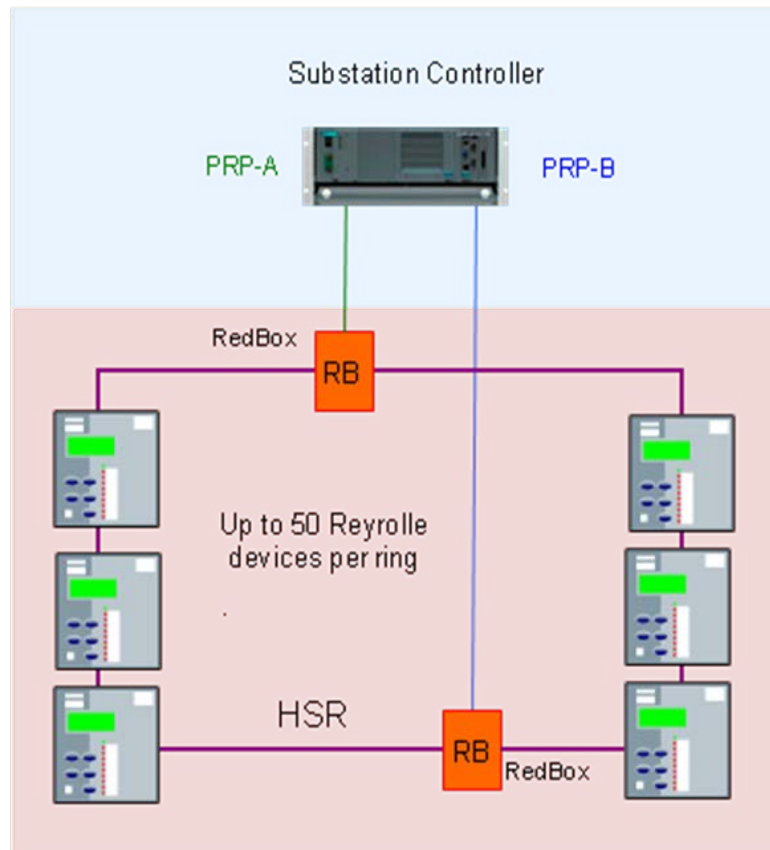 Substation Controller
PRP-A
PRP-B
RedBox
RB
Up to 50 Reyrolle
devices per ring
HSR
RB
RedBox